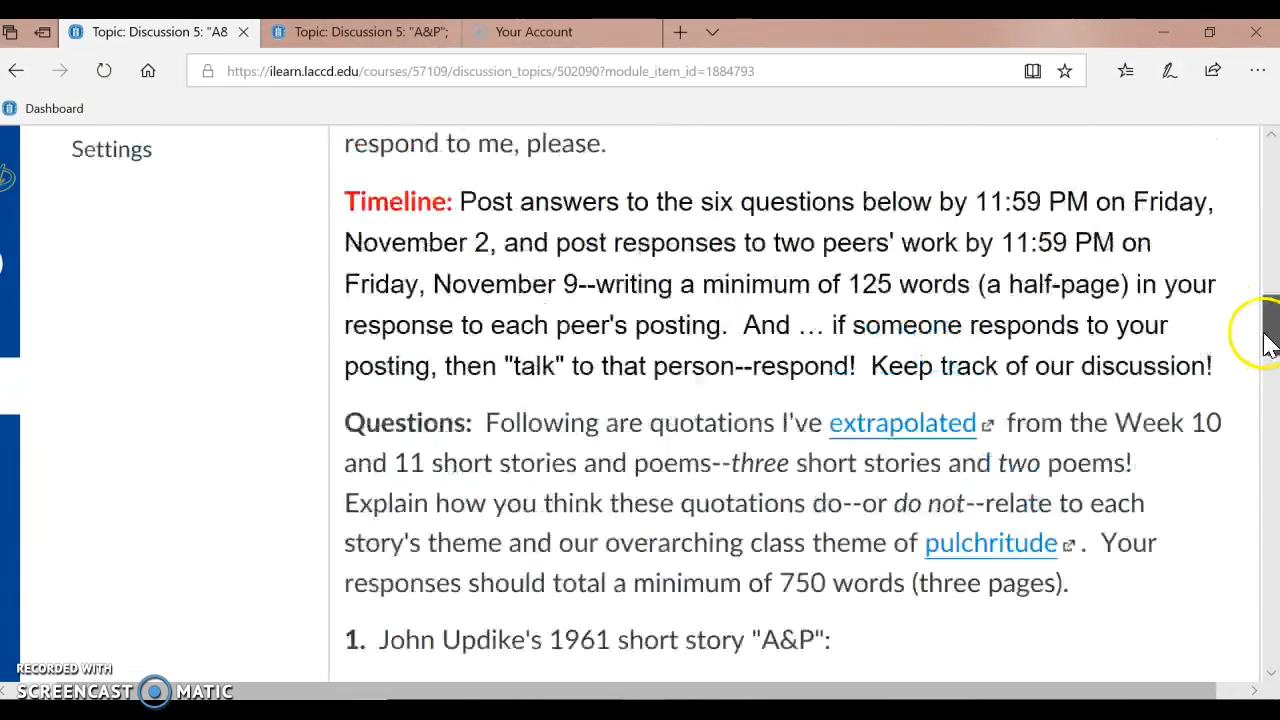 Topic: Discussion 5: "A8
Topic: Discussion 5: "A&P";
Your Account
https://ilearn.laccd.edu/courses/57109/discussion_topics/502090?module_item_id=1884793
Dashboard
Settings
respond to me, please.
Timeline: Post answers to the six questions below by 11:59 PM on Friday,
November 2, and post responses to two peers' work by 11:59 PM on
Friday, November 9--writing a minimum of 125 words (a half-page) in your
response to each peer's posting.  And … if someone responds to your
posting, then "talk" to that person--respond!  Keep track of our discussion!
Questions:  Following are quotations I've extrapolated from the Week 10
and 11 short stories and poems--three short stories and two poems!
Explain how you think these quotations do--or do not--relate to each
story's theme and our overarching class theme of pulchritude .  Your
responses should total a minimum of 750 words (three pages).
1.  John Updike's 1961 short story "A&P":
RECORDED WITH
SCREENCAST MATIC